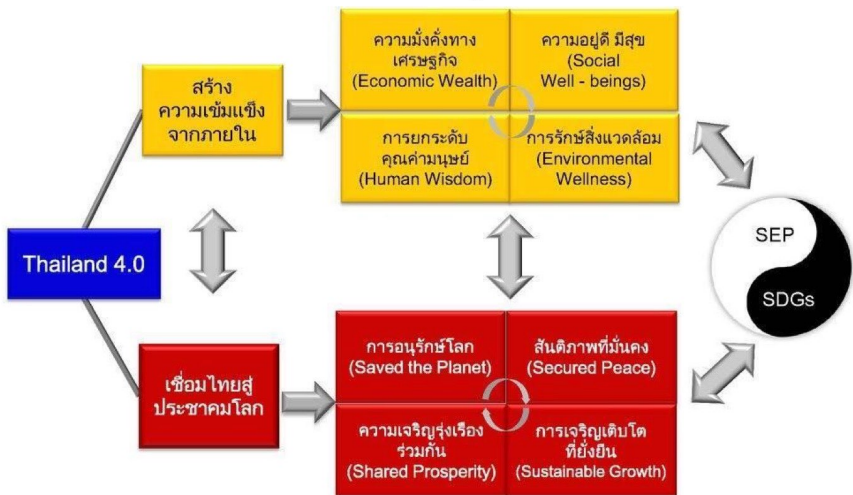 ความมั่งคั่งทาง
เศรษฐกิจ
(Economic Wealth)
ความอยู่ดี มีสุข
(Social
Well - beings)
สร้าง
ความเข้มแข็ง
จากภายใน
การยกระดับ
คุณค่ามนุษย์
(Human Wisdom)
การรักษ์สิ่งแวดล้อม
(Environmental
Wellness)
Thailand 4.0
SEP
SDGs
เชื่อมไทยสู่
ประชาคมโลก
การอนุรักษ์โลก
(Saved the Planet)
สันติภาพที่มั่นคง
(Secured Peace)
ความเจริญรุ่งเรือง
ร่วมกัน
(Shared Prosperity)
การเจริญเติบโต
ที่ยั่งยืน
(Sustainable Growth)